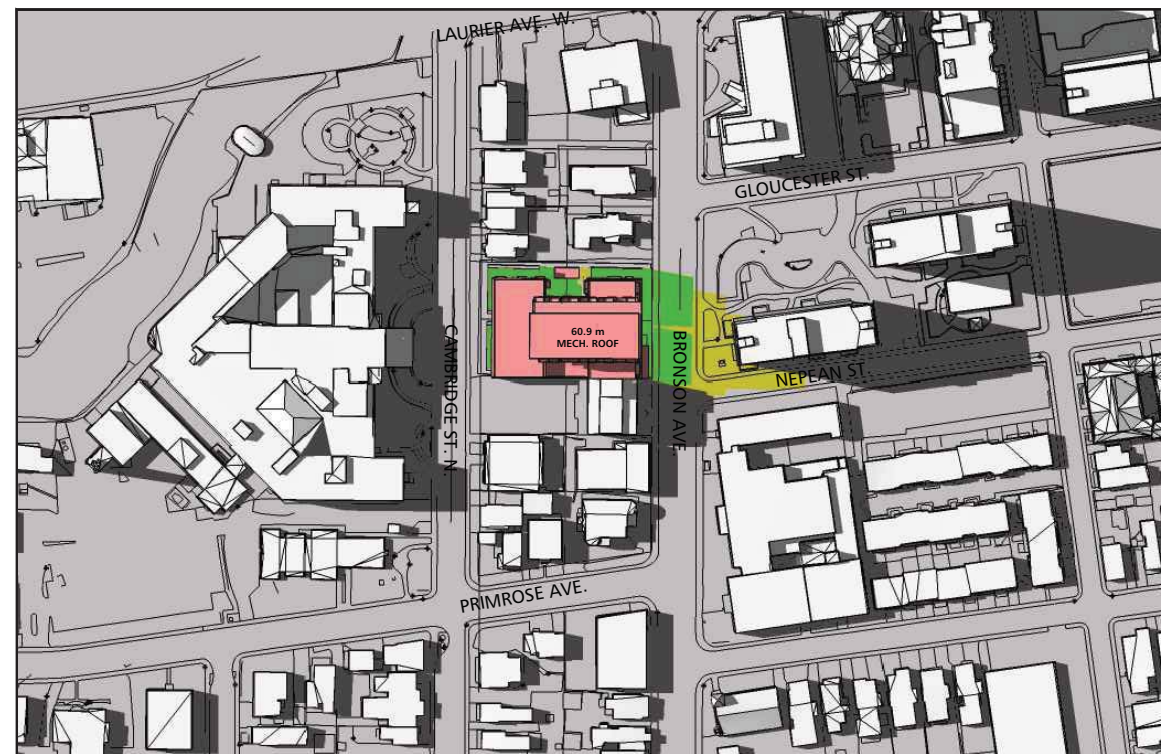 LAURIER AVE. W.
GLOUCESTER ST.
60.9 m
MECH. ROOF
CAMBRIDGE ST. N.
BRONSON AVE
NEPEAN ST.
PRIMROSE AVE.